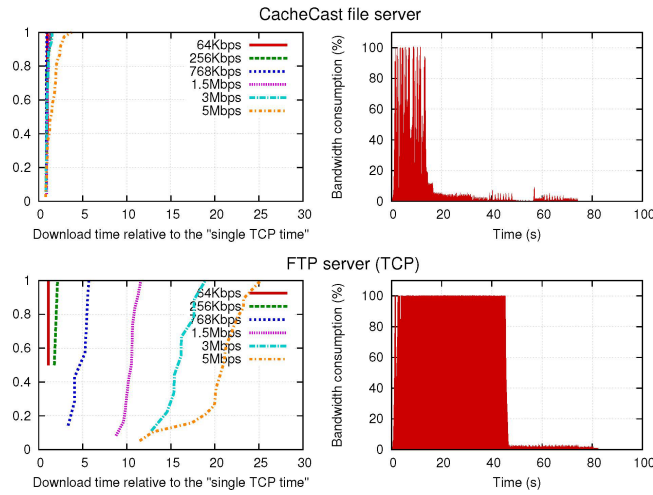 CacheCast file server
1
0.8
0.6
0.4
0.2
0
0 5 10 15 20 25 30
64Kbps
256Kbps
768Kbps
1.5Mbps
3Mbps
5Mbps
Download time relative to the "single TCP time"
Bandwidth consumption (%)
100
80
60
40
20
0
0 20 40 60 80 100
Time (s)
FTP server (TCP)
1
0.8
0.6
0.4
0.2
0
0 5 10 15 20 25 30
64Kbps
256Kbps
768Kbps
1.5Mbps
3Mbps
5Mbps
Download time relative to the "single TCP time"
Bandwidth consumption (%)
100
80
60
40
20
0
0 20 40 60 80 100
Time (s)